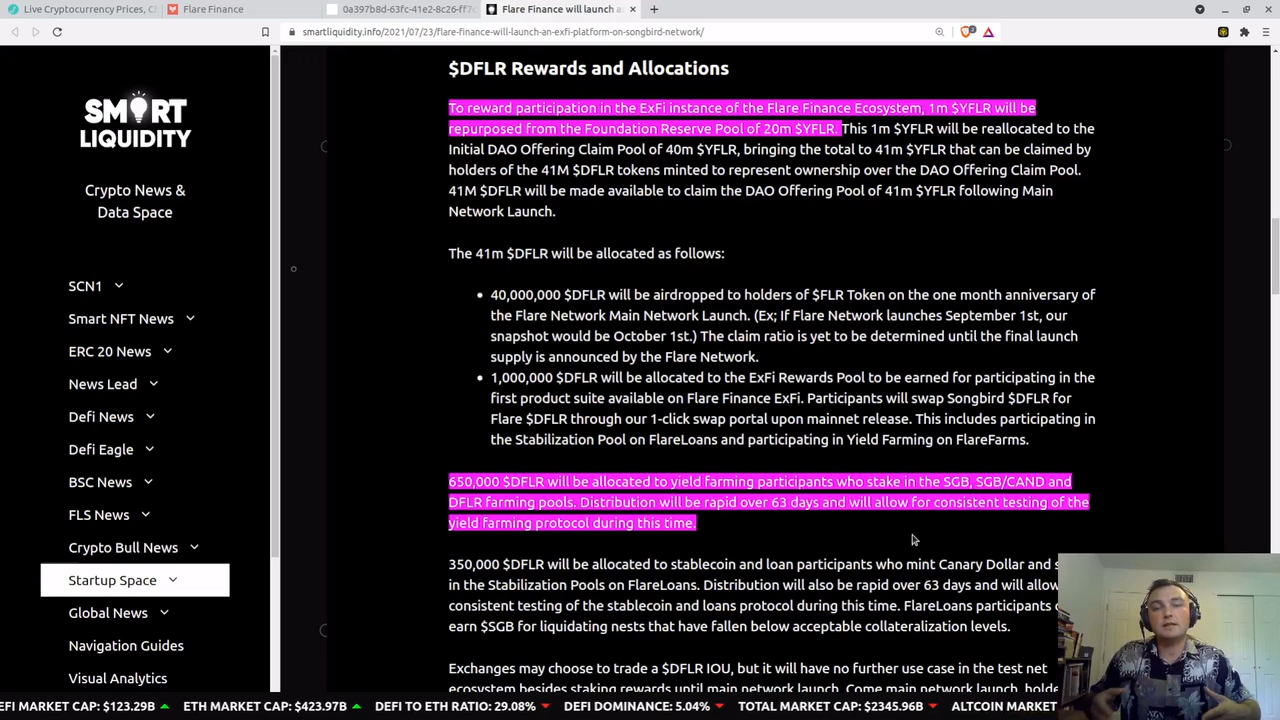 Live Cryptocurrency Prices, C
Flare Finance
0a397b8d-63fc-41e2-8c26-ff7c
Flare Finance will launch a
smartliquidity.info/2021/07/23/flare-finance-will-launch-an-exfi-platform-on-songbird-network/
SMART
LIQUIDITY
Crypto News &
Data Space
SCN1
Smart NFT News
ERC 20 News
News Lead
Defi News
Defi Eagle
BSC News
FLS News
Crypto Bull News
Startup Space
Global News
Navigation Guides
Visual Analytics
$DFLR Rewards and Allocations
To reward participation in the ExFi instance of the Flare Finance Ecosystem, 1m $YFLR will be
repurposed from the Foundation Reserve Pool of 20m $YFLR. This 1m $YFLR will be reallocated to the
Initial DAO Offering Claim Pool of 40m $YFLR, bringing the total to 41m $YFLR that can be claimed by
holders of the 41M $DFLR tokens minted to represent ownership over the DAO Offering Claim Pool.
41M $DFLR will be made available to claim the DAO Offering Pool of 41m $YFLR following Main
Network Launch.
The 41m $DFLR will be allocated as follows:
• 40,000,000 $DFLR will be airdropped to holders of $FLR Token on the one month anniversary of
the Flare Network Main Network Launch. (Ex; If Flare Network launches September 1st, our
snapshot would be October 1st.) The claim ratio is yet to be determined until the final launch
supply is announced by the Flare Network.
• 1,000,000 $DFLR will be allocated to the ExFi Rewards Pool to be earned for participating in the
first product suite available on Flare Finance ExFi. Participants will swap Songbird $DFLR for
Flare $DFLR through our 1-click swap portal upon mainnet release. This includes participating in
the Stabilization Pool on FlareLoans and participating in Yield Farming on FlareFarms.
650,000 $DFLR will be allocated to yield farming participants who stake in the SGB, SGB/CAND and
DFLR farming pools. Distribution will be rapid over 63 days and will allow for consistent testing of the
yield farming protocol during this time.
350,000 $DFLR will be allocated to stablecoin and loan participants who mint Canary Dollar and s
in the Stabilization Pools on FlareLoans. Distribution will also be rapid over 63 days and will allow
consistent testing of the stablecoin and loans protocol during this time. FlareLoans participants
earn $SGB for liquidating nests that have fallen below acceptable collateralization levels.
Exchanges may choose to trade a $DFLR IOU, but it will have no further use case in the test net
ecosystem besides staking rewards until main network launch. Come main network launch, holde
EFI MARKET CAP: $123.29B ETH MARKET CAP: $423.97B DEFI TO ETH RATIO: 29.08% DEFI DOMINANCE: 5.04% TOTAL MARKET CAP: $2345.96B ALTCOIN MARKET